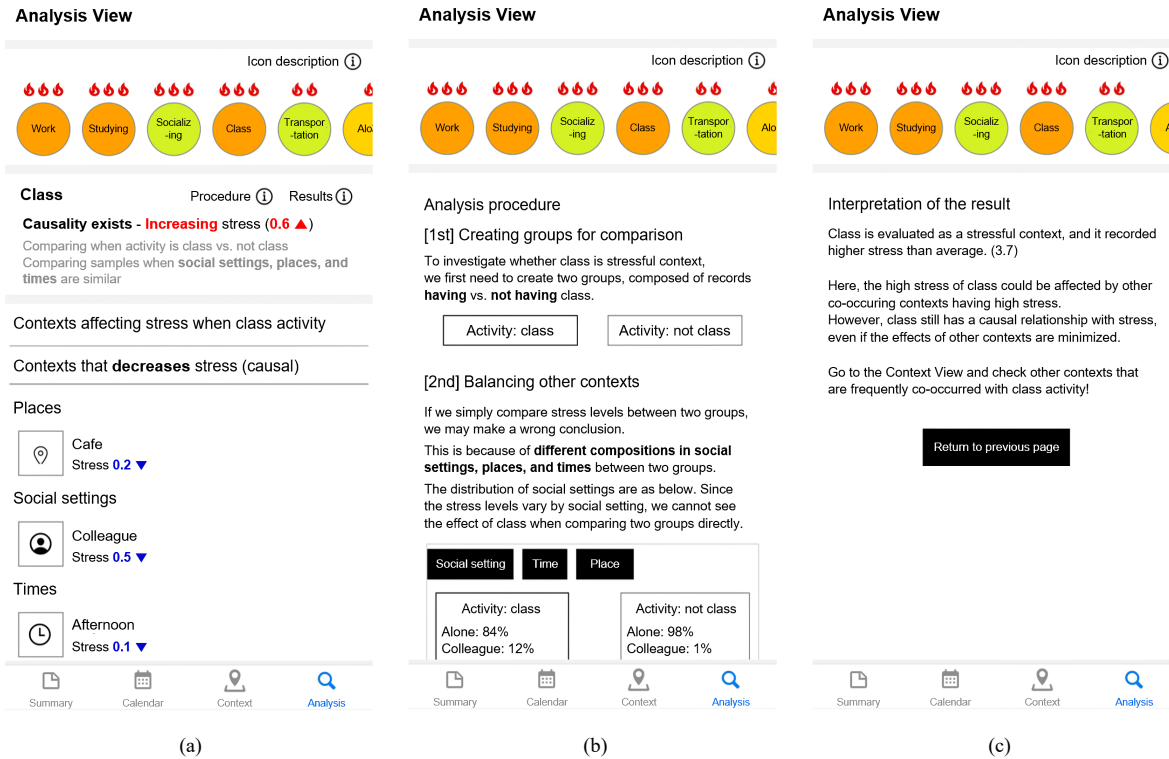 Analysis View
Icon description
Work
Studying
Socializ
-ing
Class
Transpor
-tation
Alo
Class
Procedure
Results
Causality exists - Increasing stress (0.6 ▲)
Comparing when activity is class vs. not class
Comparing samples when social settings, places, and
times are similar
Contexts affecting stress when class activity
Contexts that decreases stress (causal)
Places
Cafe
Stress 0.2 ▼
Social settings
Colleague
Stress 0.5 ▼
Times
Afternoon
Stress 0.1 ▼
Summary
Calendar
Context
Analysis
(a)
Analysis View
Icon description
Work
Studying
Socializ
-ing
Class
Transpor
-tation
Alo
Analysis procedure
[1st] Creating groups for comparison
To investigate whether class is stressful context,
we first need to create two groups, composed of records
having vs. not having class.
Activity: class
Activity: not class
[2nd] Balancing other contexts
If we simply compare stress levels between two groups,
we may make a wrong conclusion.
This is because of different compositions in social
settings, places, and times between two groups.
The distribution of social settings are as below. Since
the stress levels vary by social setting, we cannot see
the effect of class when comparing two groups directly.
Social setting
Time
Place
Activity: class
Alone: 84%
Colleague: 12%
Activity: not class
Alone: 98%
Colleague: 1%
Summary
Calendar
Context
Analysis
(b)
Analysis View
Icon description
Work
Studying
Socializ
-ing
Class
Transpor
-tation
A
Interpretation of the result
Class is evaluated as a stressful context, and it recorded
higher stress than average. (3.7)
Here, the high stress of class could be affected by other
co-occuring contexts having high stress.
However, class still has a causal relationship with stress,
even if the effects of other contexts are minimized.
Go to the Context View and check other contexts that
are frequently co-occurred with class activity!
Return to previous page
Summary
Calendar
Context
Analysis
(c)